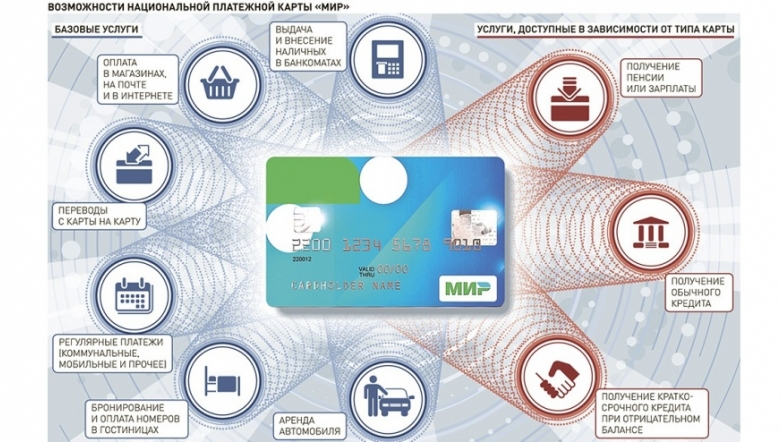 ВОЗМОЖНОСТИ НАЦИОНАЛЬНОЙ ПЛАТЕЖНОЙ КАРТЫ «МИР»
БАЗОВЫЕ УСЛУГИ
УСЛУГИ, ДОСТУПНЫЕ В ЗАВИСИМОСТИ ОТ ТИПА КАРТЫ
ВЫДАЧА
И ВНЕСЕНИЕ
НАЛИЧНЫХ
В БАНКОМАТАХ
ОПЛАТА
В МАГАЗИНАХ,
НА ПОЧТЕ
И В ИНТЕРНЕТЕ
ПОЛУЧЕНИЕ
ПЕНСИИ
ИЛИ ЗАРПЛАТЫ
ПЕРЕВОДЫ
С КАРТЫ НА КАРТУ
2200 1234 5678 9010
220012
VALID
THRU
00/00
CARDHOLDER NAME
МИР
ПОЛУЧЕНИЕ
ОБЫЧНОГО
КРЕДИТА
РЕГУЛЯРНЫЕ ПЛАТЕЖИ
(КОММУНАЛЬНЫЕ,
МОБИЛЬНЫЕ И ПРОЧЕЕ)
БРОНИРОВАНИЕ
И ОПЛАТА НОМЕРОВ
В ГОСТИНИЦАХ
АРЕНДА
АВТОМОБИЛЯ
ПОЛУЧЕНИЕ КРАТКО-
СРОЧНОГО КРЕДИТА
ПРИ ОТРИЦАТЕЛЬНОМ
БАЛАНСЕ